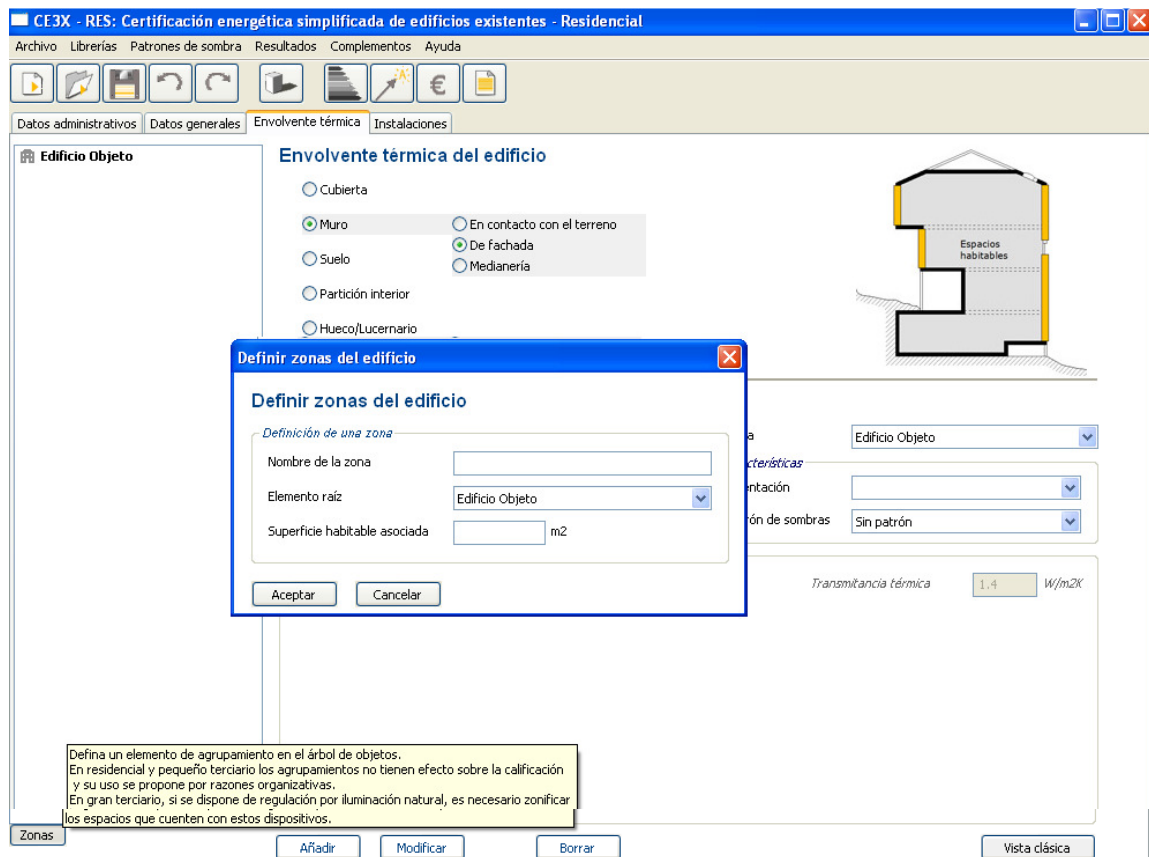 CE3X - RES: Certificación energética simplificada de edificios existentes - Residencial
Archivo Librerías Patrones de sombra Resultados Complementos Ayuda
A
€
Datos administrativos Datos generales Envolvente térmica Instalaciones
Edificio Objeto
Envolvente térmica del edificio
Cubierta
Muro
En contacto con el terreno
De fachada
Medianería
Suelo
Partición interior
Hueco/Lucernario
Espacios
habitables
Definir zonas del edificio
Definir zonas del edificio
Definición de una zona
Nombre de la zona
Elemento raíz Edificio Objeto
Superficie habitable asociada m2
Aceptar Cancelar
a Edificio Objeto
cterísticas
entación
rón de sombras Sin patrón
Transmitancia térmica 1.4 W/m2K
Defina un elemento de agrupamiento en el árbol de objetos.
En residencial y pequeño terciario los agrupamientos no tienen efecto sobre la calificación
y su uso se propone por razones organizativas.
En gran terciario, si se dispone de regulación por iluminación natural, es necesario zonificar
los espacios que cuenten con estos dispositivos.
Zonas
Añadir Modificar Borrar Vista clásica